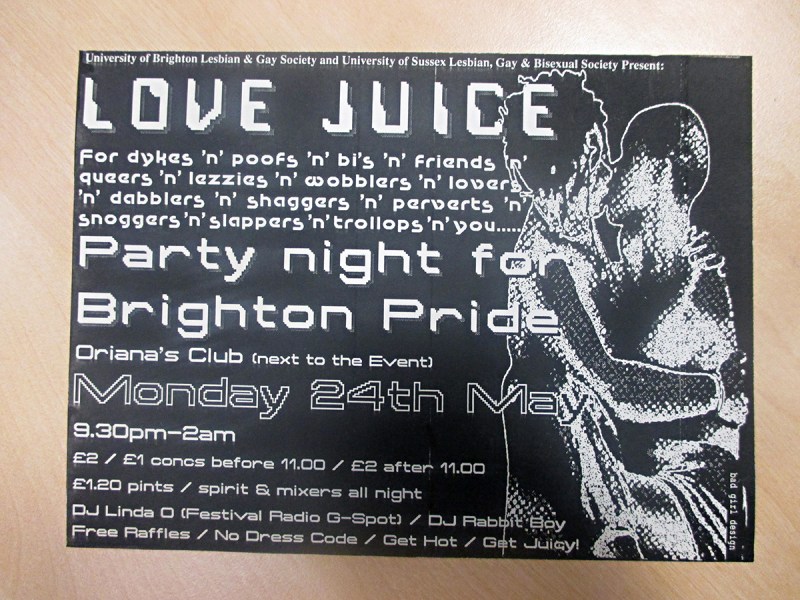 University of Brighton Lesbian & Gay Society and University of Sussex Lesbian, Gay & Bisexual Society Present:
LOVE JUICE
For dykes 'n' poofs 'n' bi's 'n' friends 'n'
queers 'n' lezzies 'n' wobblers 'n' lovers
'n' dabblers 'n' shaggers 'n' perverts 'n'
snoggers 'n' slappers 'n' trollops 'n' you.....
Party night for
Brighton Pride
Oriana's Club (next to the Event)
Monday 24th May
9.30pm-2am
£2 / £1 concs before 11.00 / £2 after 11.00
£1.20 pints / spirit & mixers all night
DJ Linda O (Festival Radio G-Spot) / DJ Rabbit Boy
Free Raffles / No Dress Code / Get Hot / Get Juicy!
bad girl design